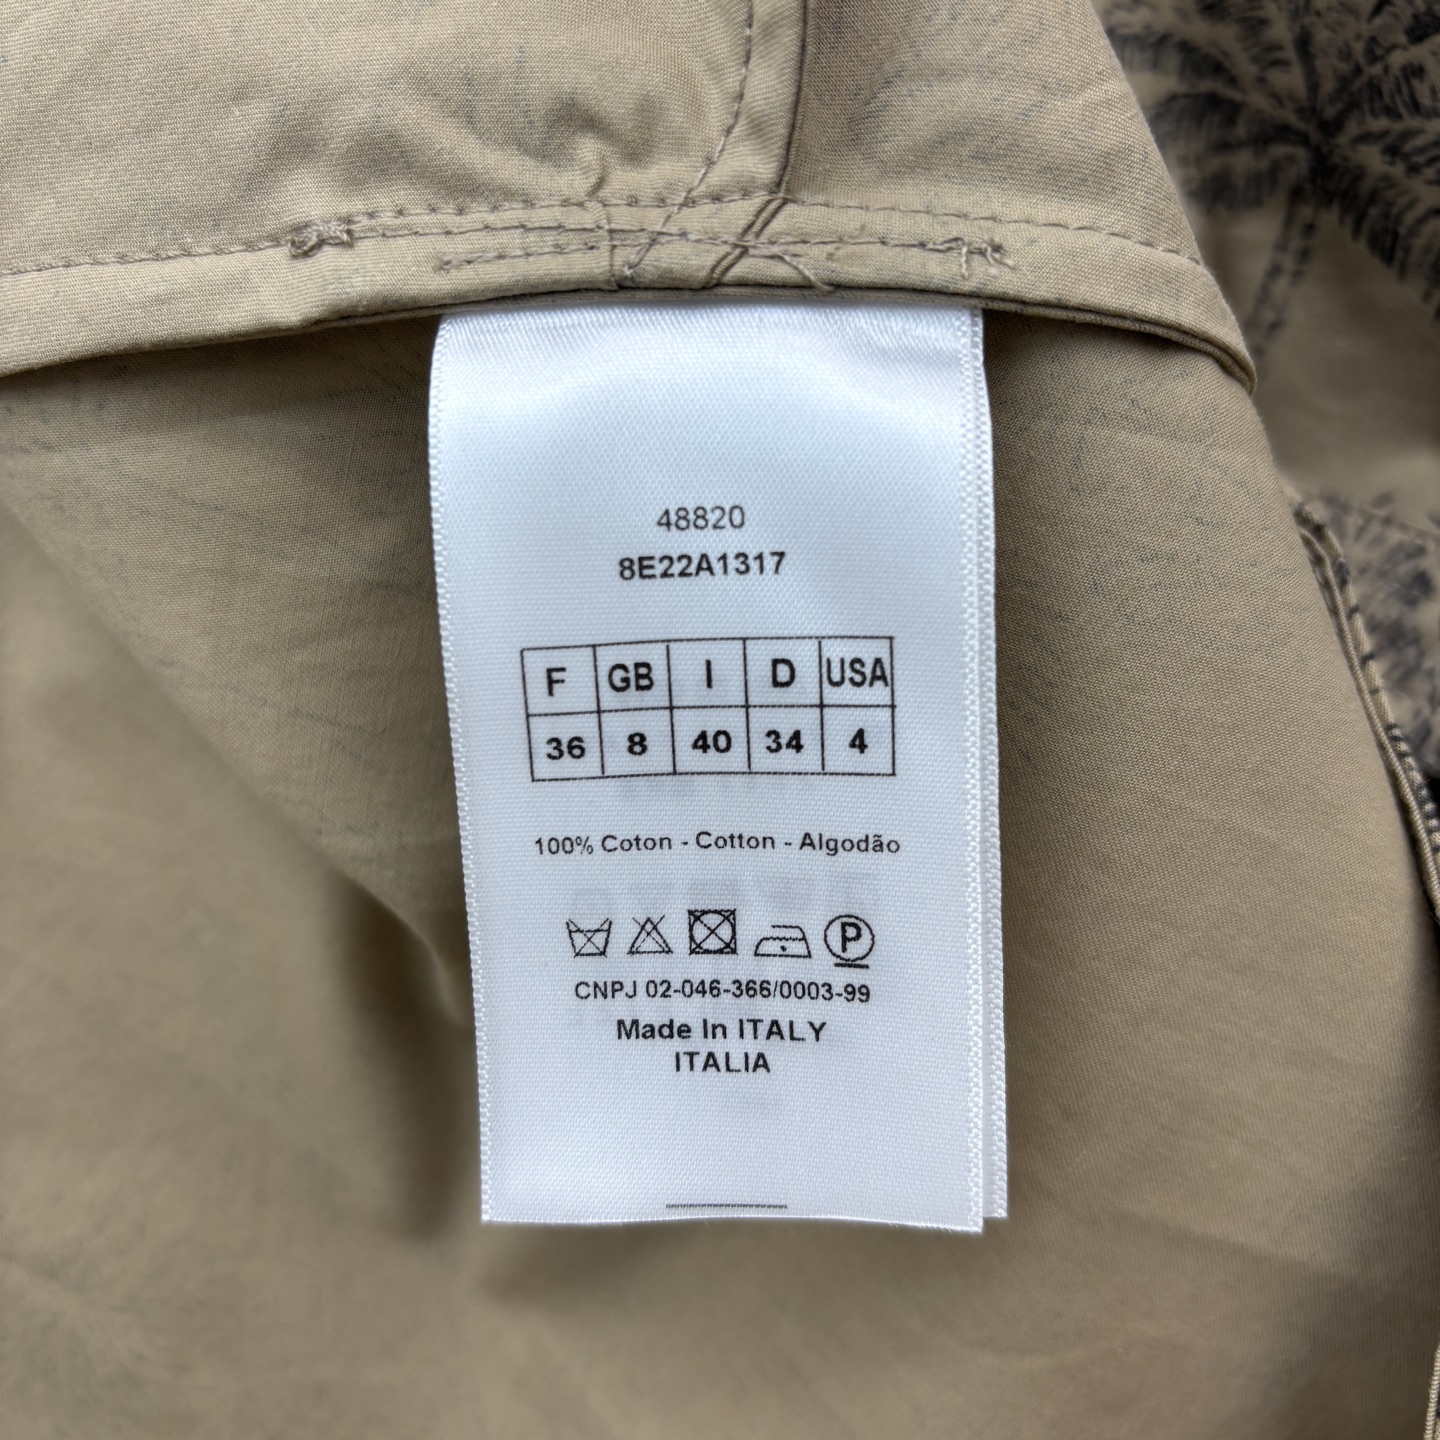 48820
8E22A1317
F GB I D USA
36 8 40 34 4
100% Coton - Cotton - Algodão
P
CNPJ 02-046-366/0003-99
Made In ITALY
ITALIA